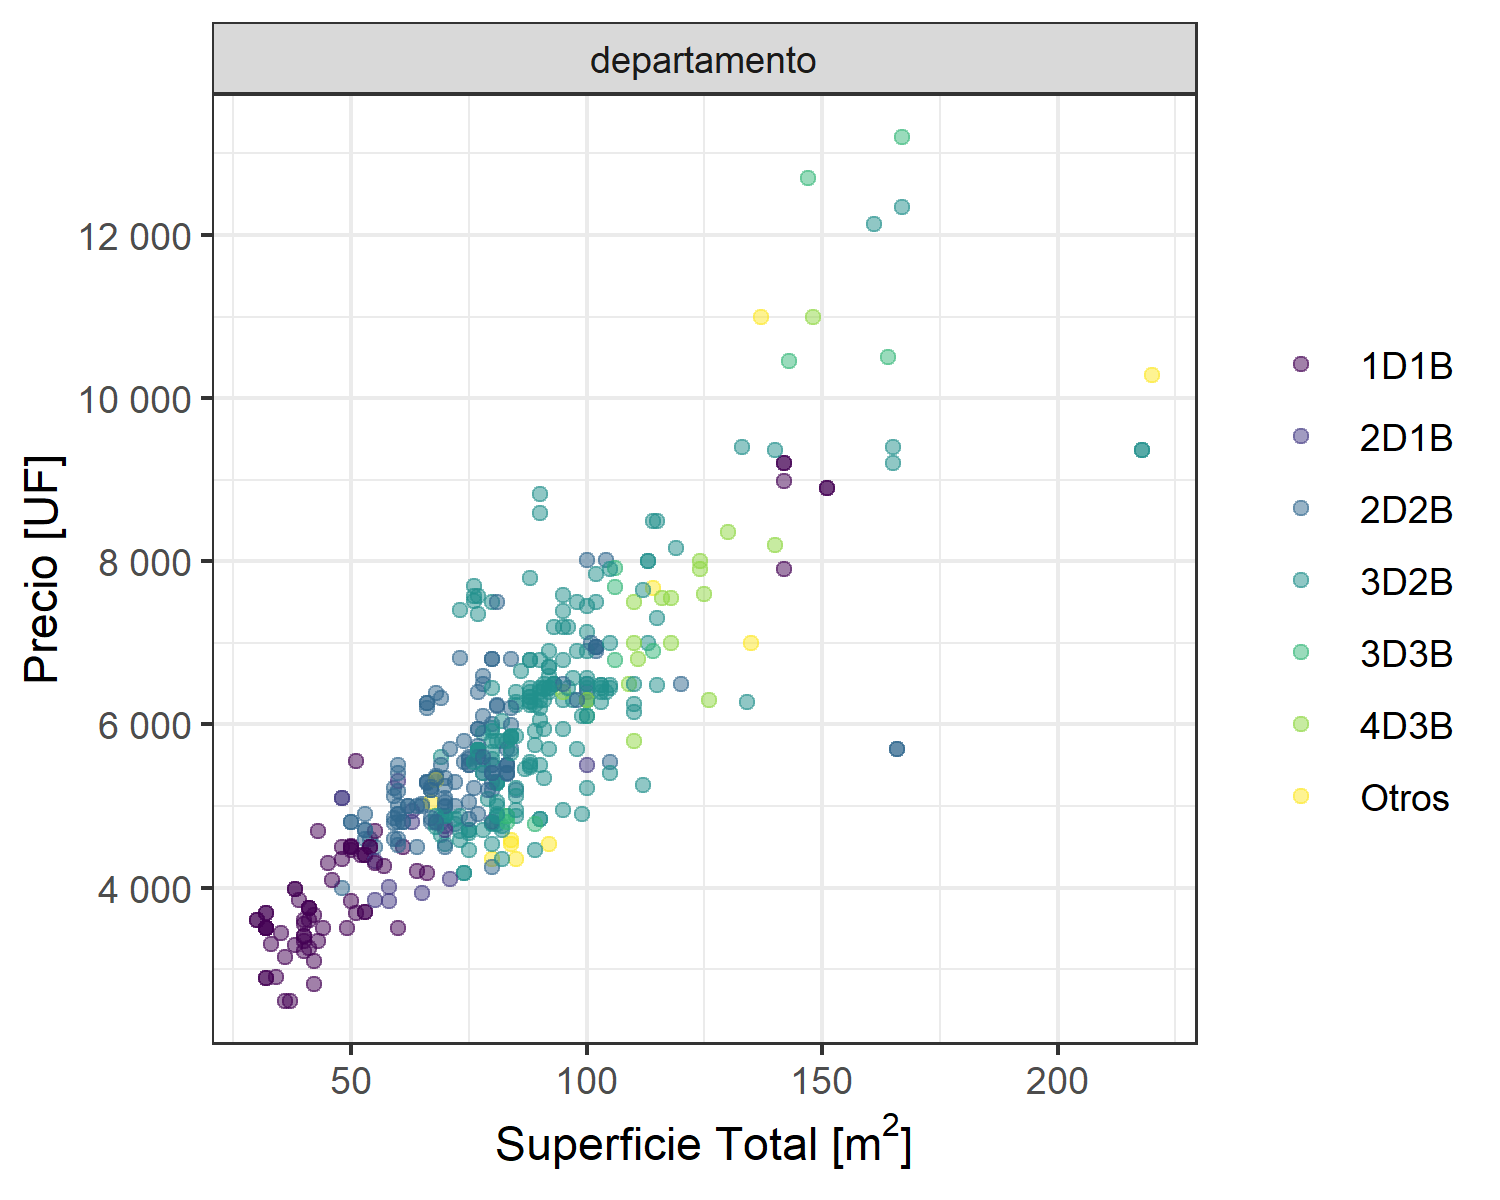 departamento
12 000
10 000
8 000
6 000
4 000
Precio [UF]
50 100 150 200
Superficie Total [m²]
1D1B
2D1B
2D2B
3D2B
3D3B
4D3B
Otros